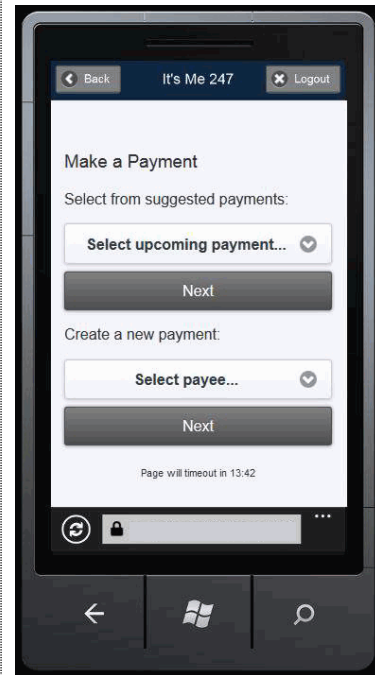 Back It's Me 247 Logout
Make a Payment
Select from suggested payments:
Select upcoming payment...
Next
Create a new payment:
Select payee...
Next
Page will timeout in 13:42
...